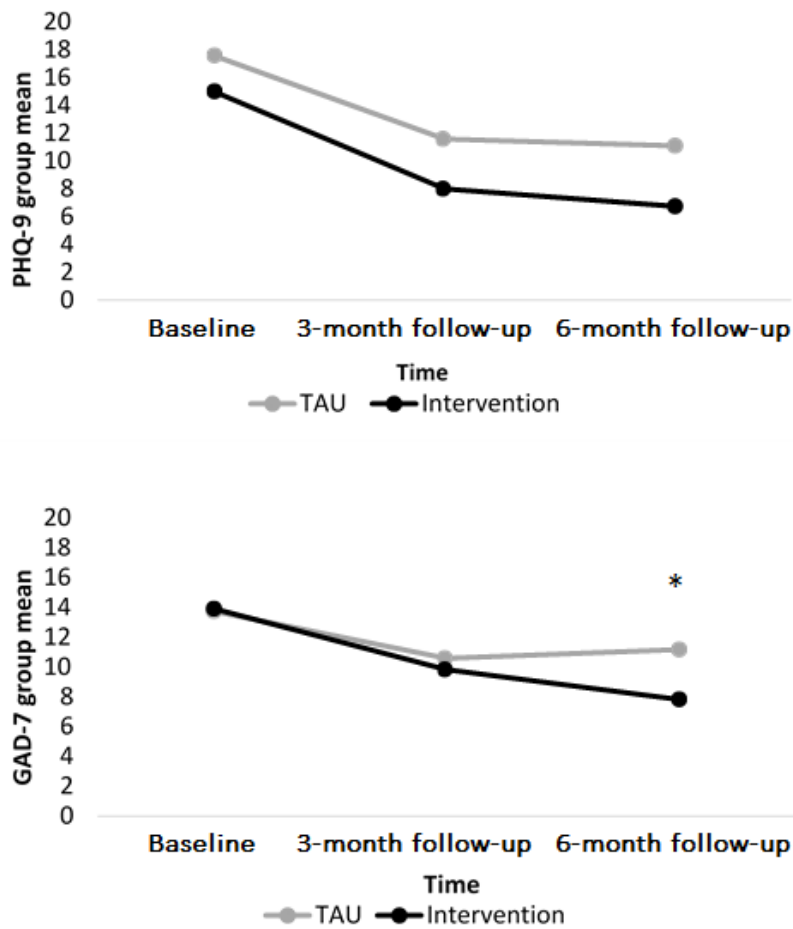 20
18
16
14
12
10
8
6
4
2
0
PHQ-9 group mean
Baseline 3-month follow-up 6-month follow-up
Time
TAU Intervention
20
18
16
14
12
10
8
6
4
2
0
GAD-7 group mean
*
Baseline 3-month follow-up 6-month follow-up
Time
TAU Intervention